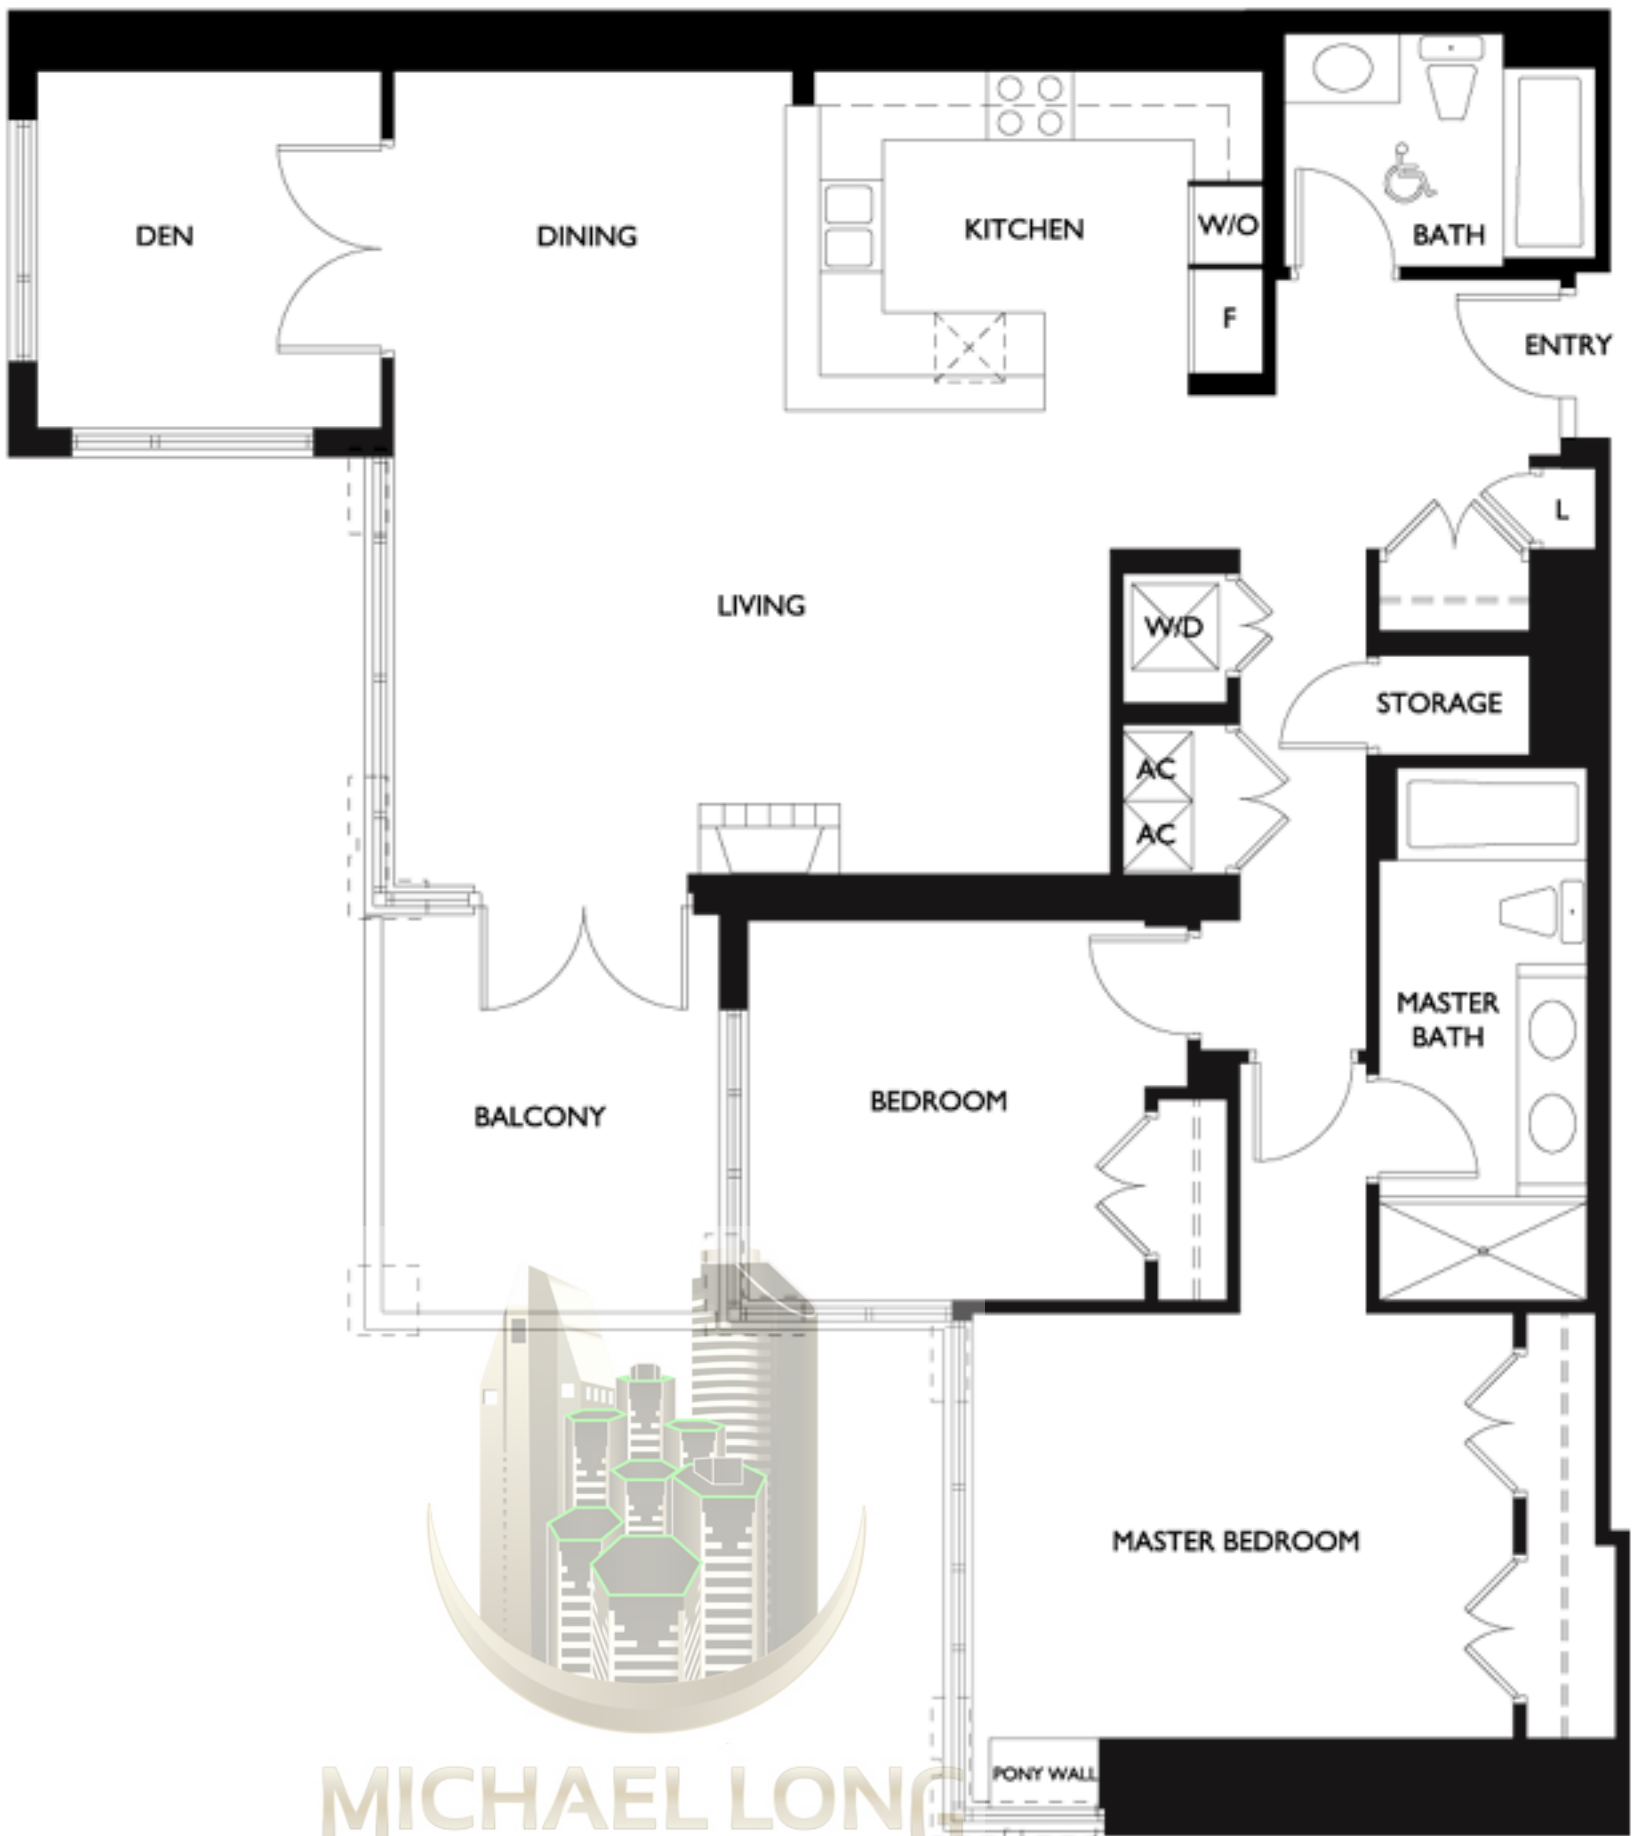 DEN
DINING
KITCHEN
W/O
BATH
F
ENTRY
L
LIVING
W/D
STORAGE
AC
AC
MASTER
BATH
BEDROOM
BALCONY
MASTER BEDROOM
PONY WALL
MICHAEL LONG